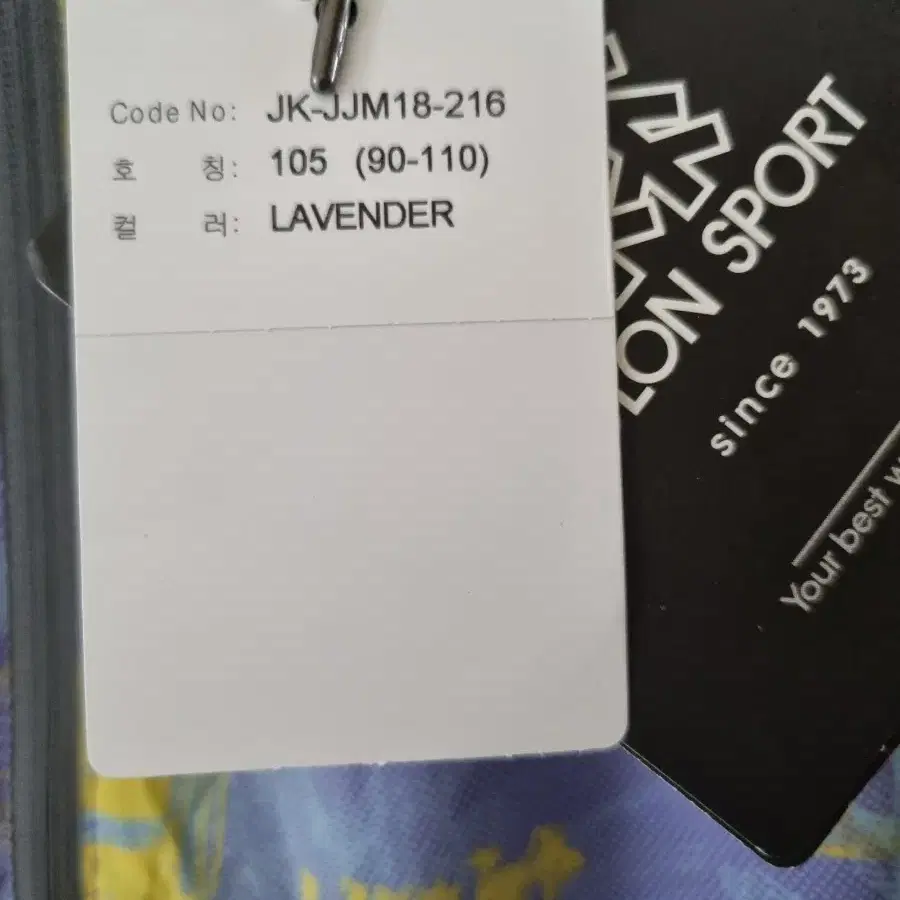 Code No: JK-JJM18-216
호 칭: 105 (90-110)
컬 러: LAVENDER
LON SPORT
since 1973
Your best